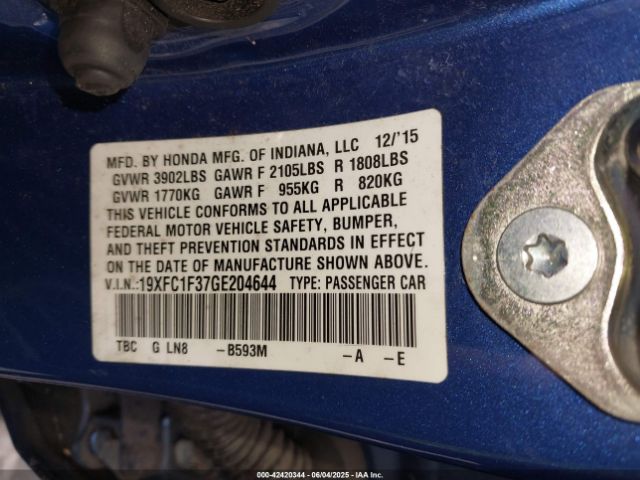 MFD. BY HONDA MFG. OF INDIANA, LLC 12/'15
GVWR 3902LBS GAWR F 2105LBS R 1808LBS
GVWR 1770KG GAWR F 955KG R 820KG
THIS VEHICLE CONFORMS TO ALL APPLICABLE
FEDERAL MOTOR VEHICLE SAFETY, BUMPER,
AND THEFT PREVENTION STANDARDS IN EFFECT
ON THE DATE OF MANUFACTURE SHOWN ABOVE.
V.I.N.:19XFC1F37GE204644 TYPE: PASSENGER CAR
TBC G LN8 -B593M -A -E
000-42420344 - 06/04/2025 - IAA Inc.